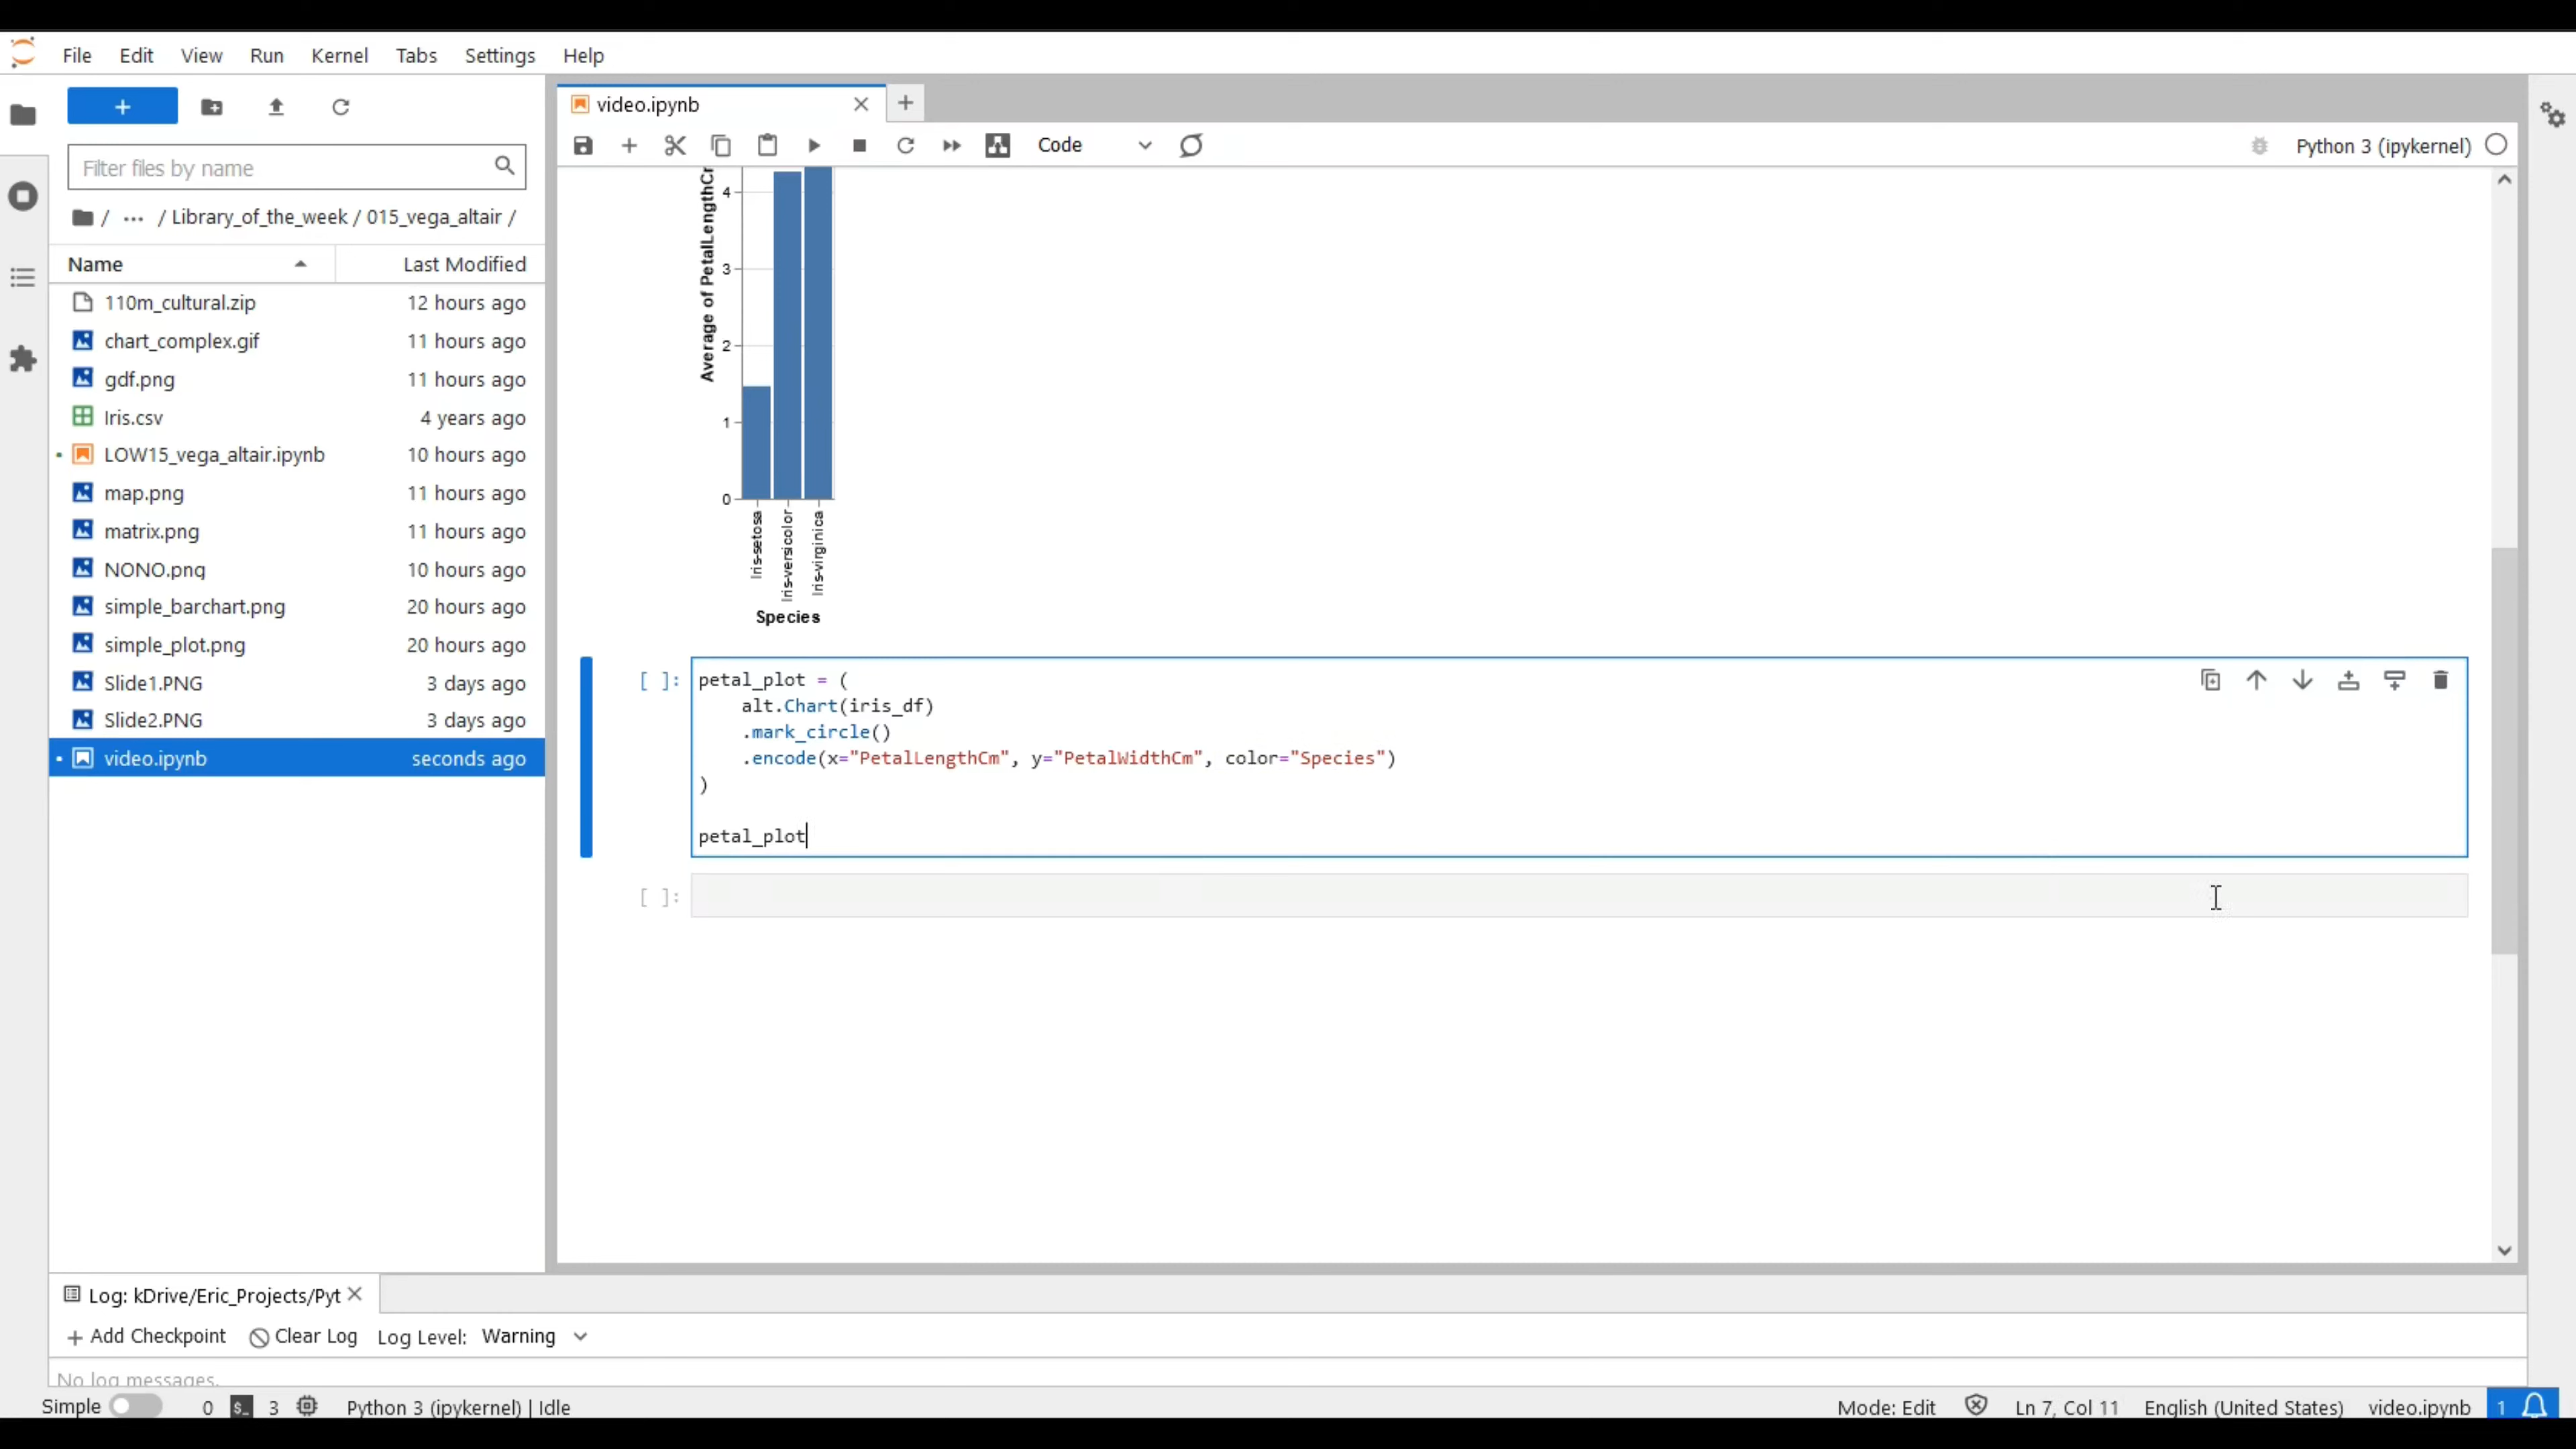 File Edit View Run Kernel Tabs Settings Help
+
Filter files by name
/ ... / Library_of_the_week / 015_vega_altair /
Name Last Modified
110m_cultural.zip 12 hours ago
chart_complex.gif 11 hours ago
gdf.png 11 hours ago
Iris.csv 4 years ago
LOW15_vega_altair.ipynb 10 hours ago
map.png 11 hours ago
matrix.png 11 hours ago
NONO.png 10 hours ago
simple_barchart.png 20 hours ago
simple_plot.png 20 hours ago
Slide1.PNG 3 days ago
Slide2.PNG 3 days ago
video.ipynb seconds ago
video.ipynb
Code
Python 3 (ipykernel)
Average of PetalLengthCm
4
3
2
1
0
Iris-setosa
Iris-versicolor
Iris-virginica
Species
[ ]:
petal_plot = (
alt.Chart(iris_df)
.mark_circle()
.encode(x="PetalLengthCm", y="PetalWidthCm", color="Species")
)
petal_plot
[ ]:
Log: kDrive/Eric_Projects/Pyt
+ Add Checkpoint Clear Log Log Level: Warning
No log messages.
Simple 0 $_ 3 Python 3 (ipykernel) | Idle
Mode: Edit Ln 7, Col 11 English (United States) video.ipynb 1